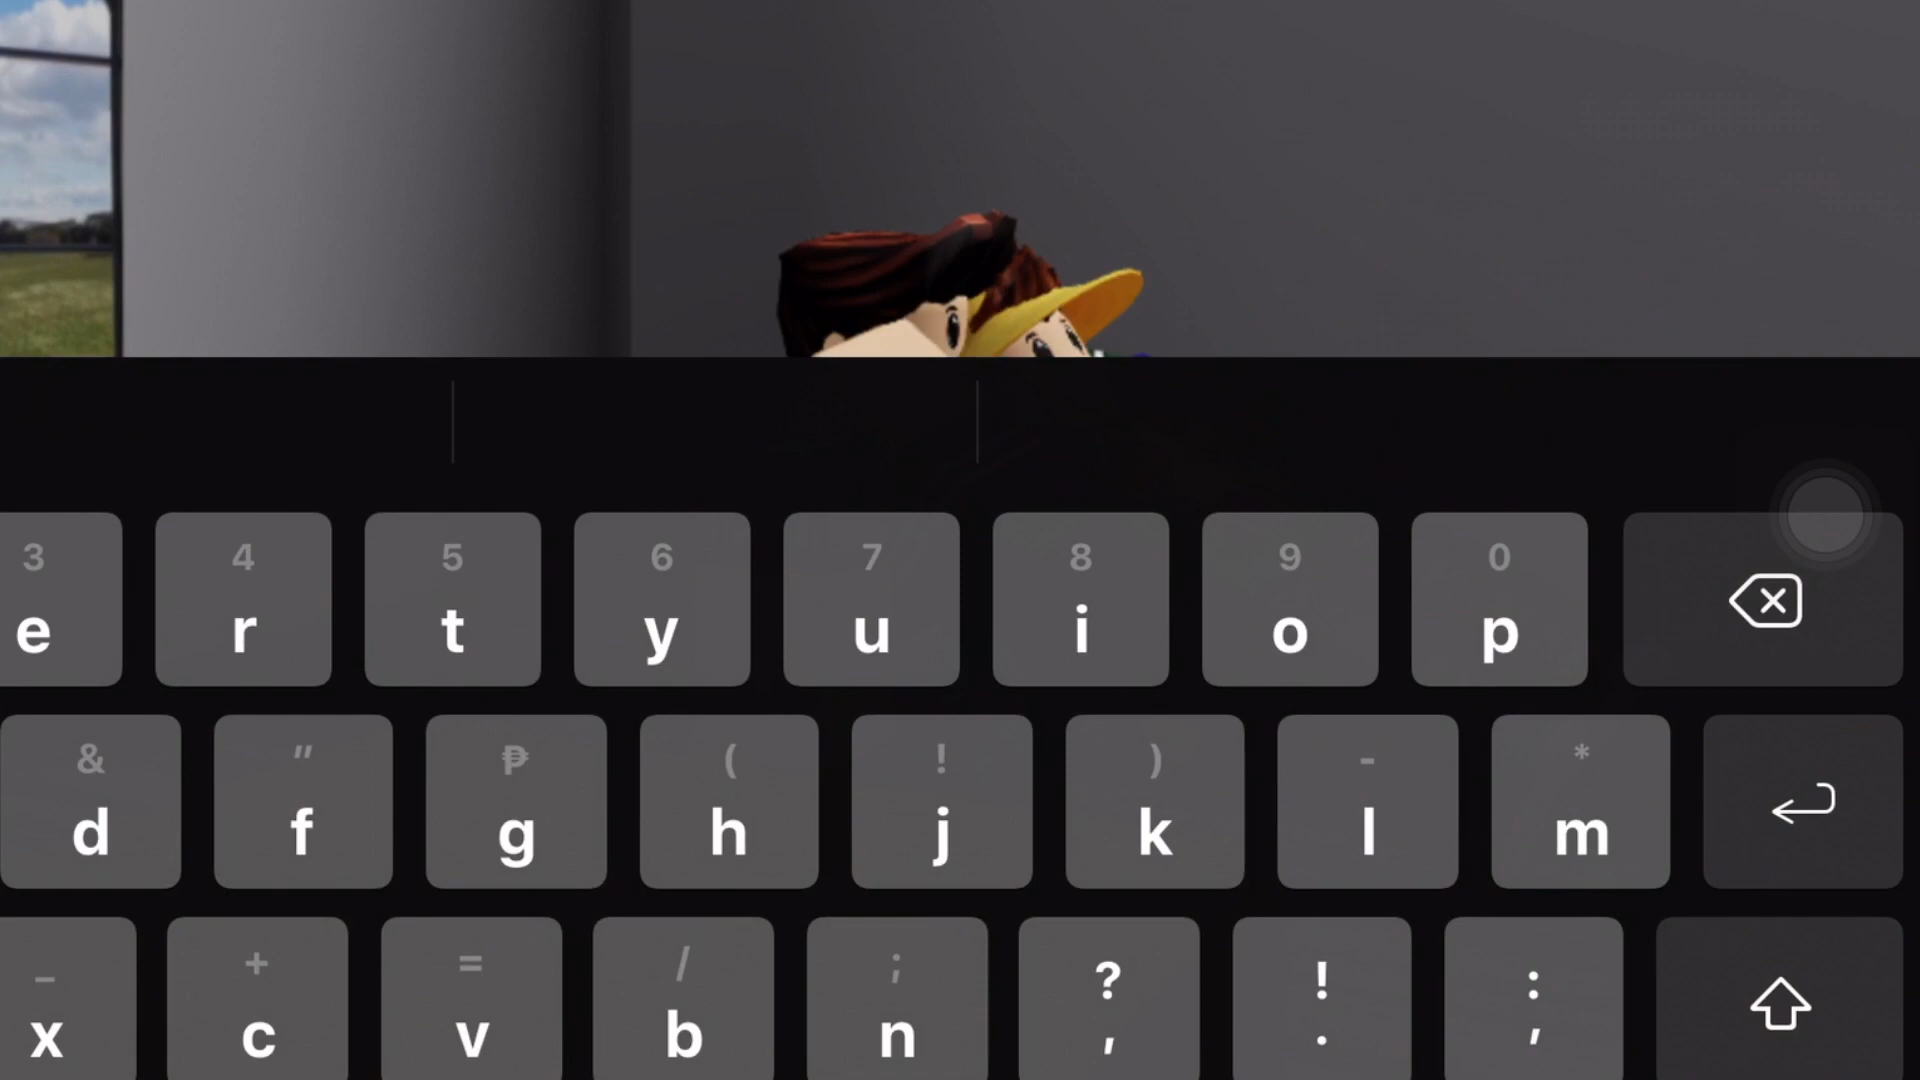 3 4 5 6 7 8 9 0
e r t y u i o p
& " ₱ ( ! ) - *
d f g h j k l m
_ + = / ; ? ! :
x c v b n , . '